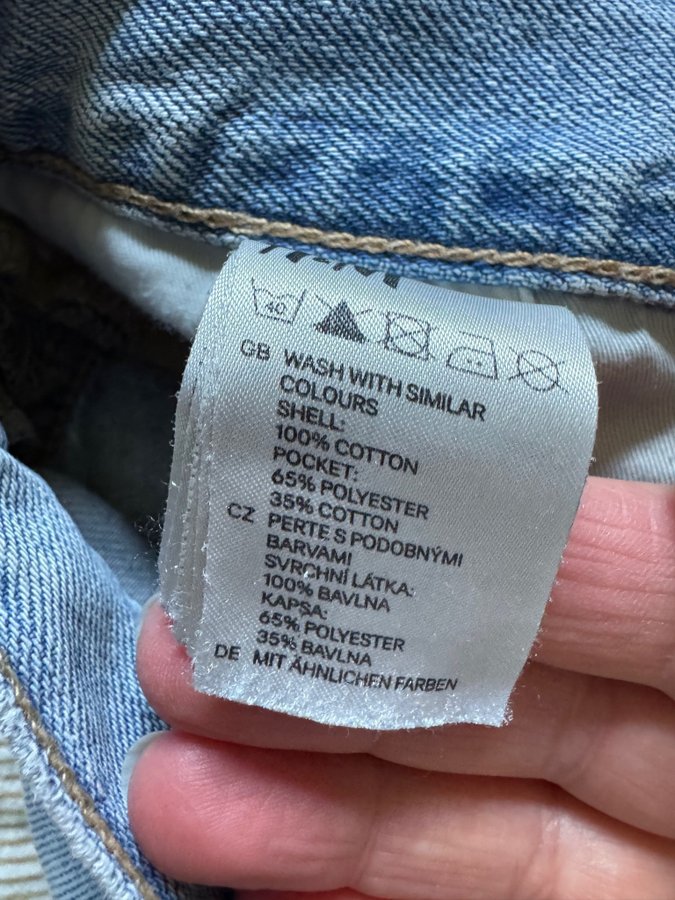 40
GB WASH WITH SIMILAR
COLOURS
SHELL:
100% COTTON
POCKET:
65% POLYESTER
35% COTTON
CZ PERTE S PODOBNÝMI
BARVAMI
SVRCHNÍ LÁTKA:
100% BAVLNA
KAPSA:
65% POLYESTER
35% BAVLNA
DE MIT ÄHNLICHEN FARBEN